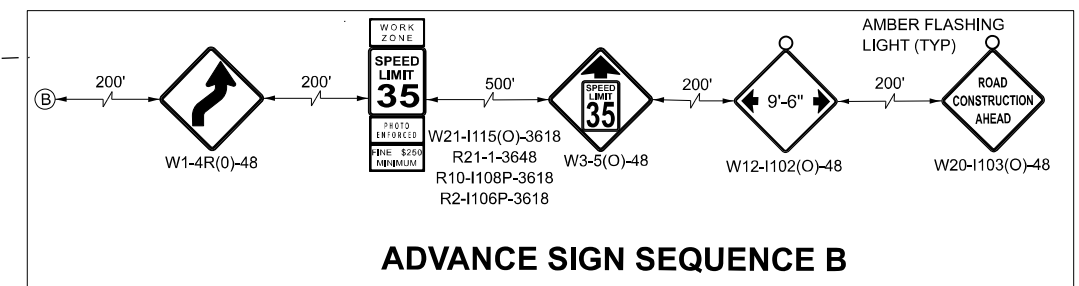 AMBER FLASHING
LIGHT (TYP)
B
200'
200'
WORK
ZONE
SPEED
LIMIT
35
PHOTO
ENFORCED
FINE $250
MINIMUM
500'
SPEED
LIMIT
35
200'
9'-6"
200'
ROAD
CONSTRUCTION
AHEAD
W1-4R(0)-48
W21-I115(O)-3618
R21-1-3648
R10-I108P-3618
R2-I106P-3618
W3-5(O)-48
W12-I102(O)-48
W20-I103(O)-48
ADVANCE SIGN SEQUENCE B